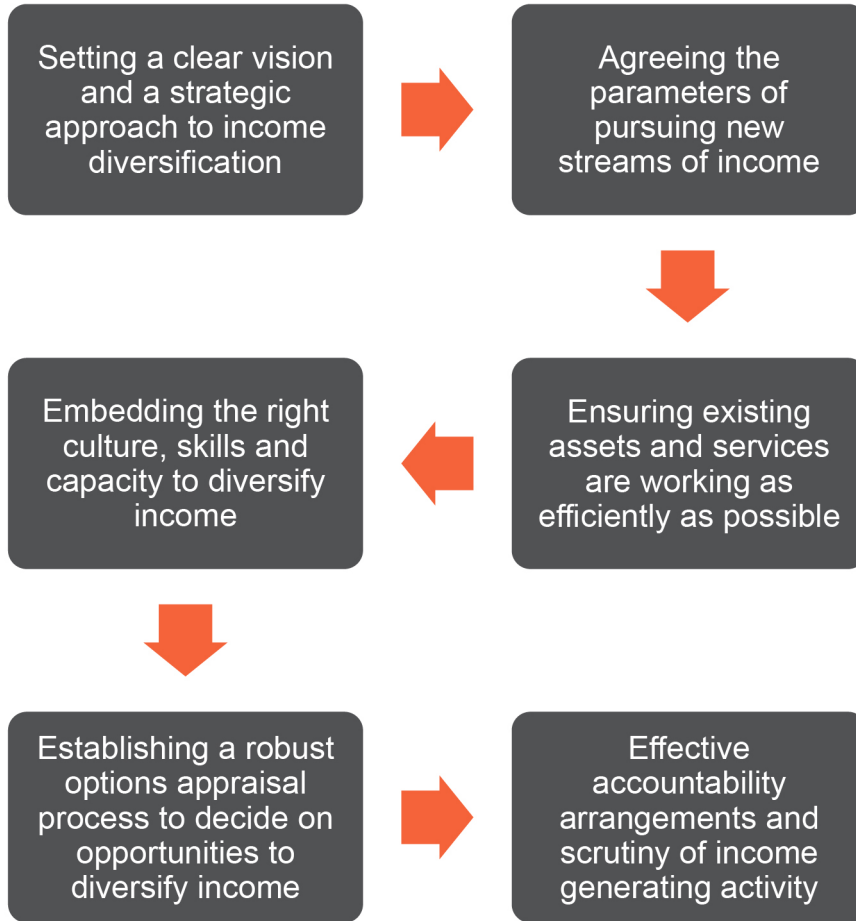 Setting a clear vision
and a strategic
approach to income
diversification
Agreeing the
parameters of
pursuing new
streams of income
Ensuring existing
assets and services
are working as
efficiently as possible
Embedding the right
culture, skills and
capacity to diversify
income
Establishing a robust
options appraisal
process to decide on
opportunities to
diversify income
Effective
accountability
arrangements and
scrutiny of income
generating activity